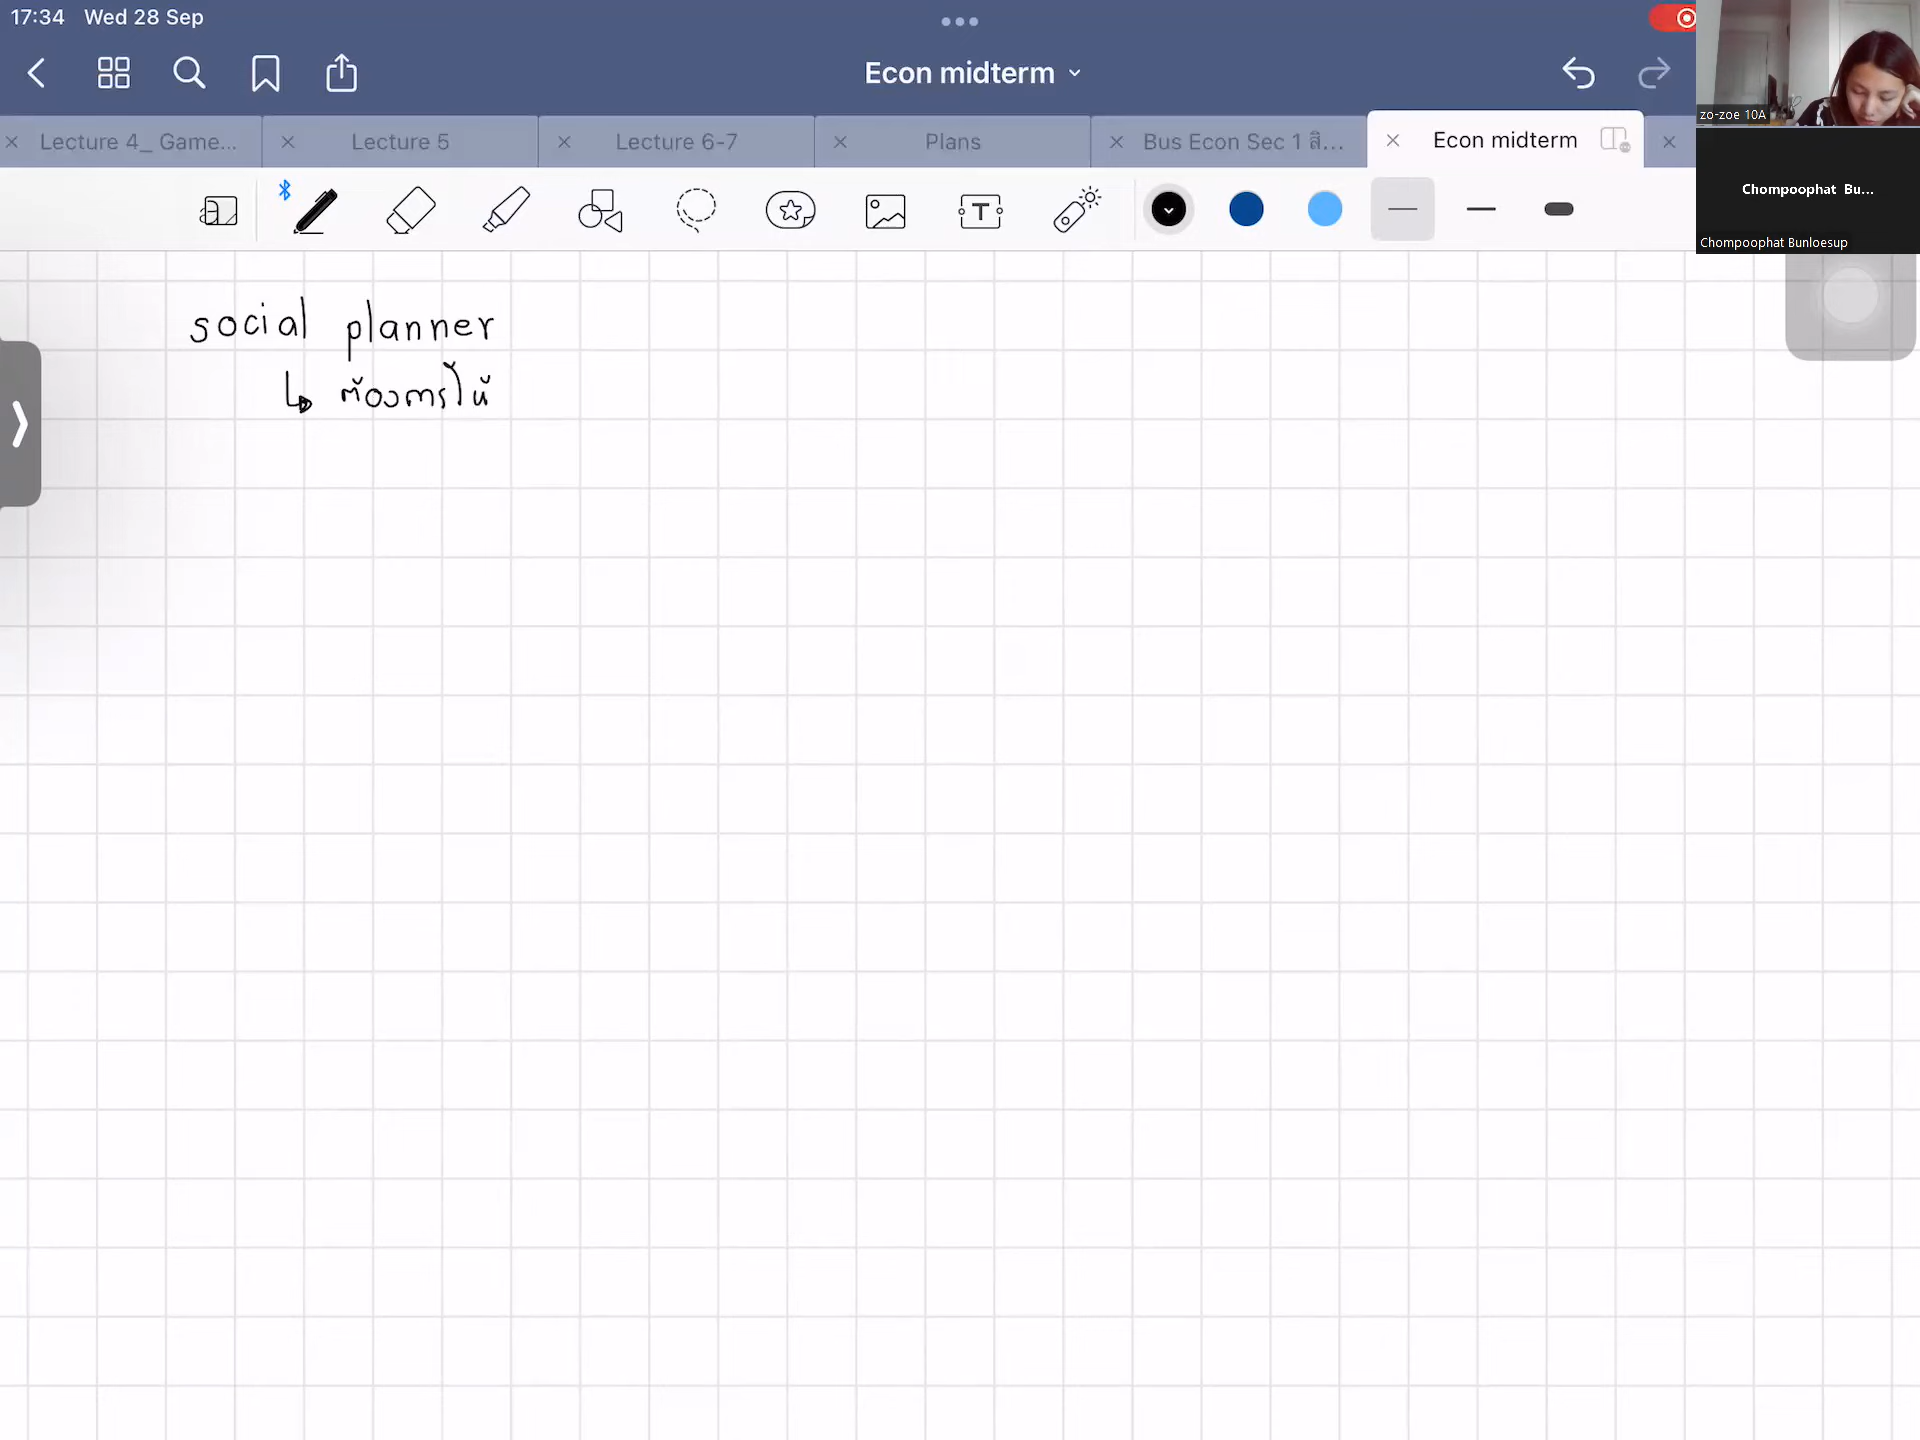 17:34 Wed 28 Sep
Econ midterm
Lecture 4_ Game...
Lecture 5
Lecture 6-7
Plans
Bus Econ Sec 1 สิ...
Econ midterm
zo-zoe 10A
Chompoophat Bu...
Chompoophat Bunloesup
social planner
ต้องการให้